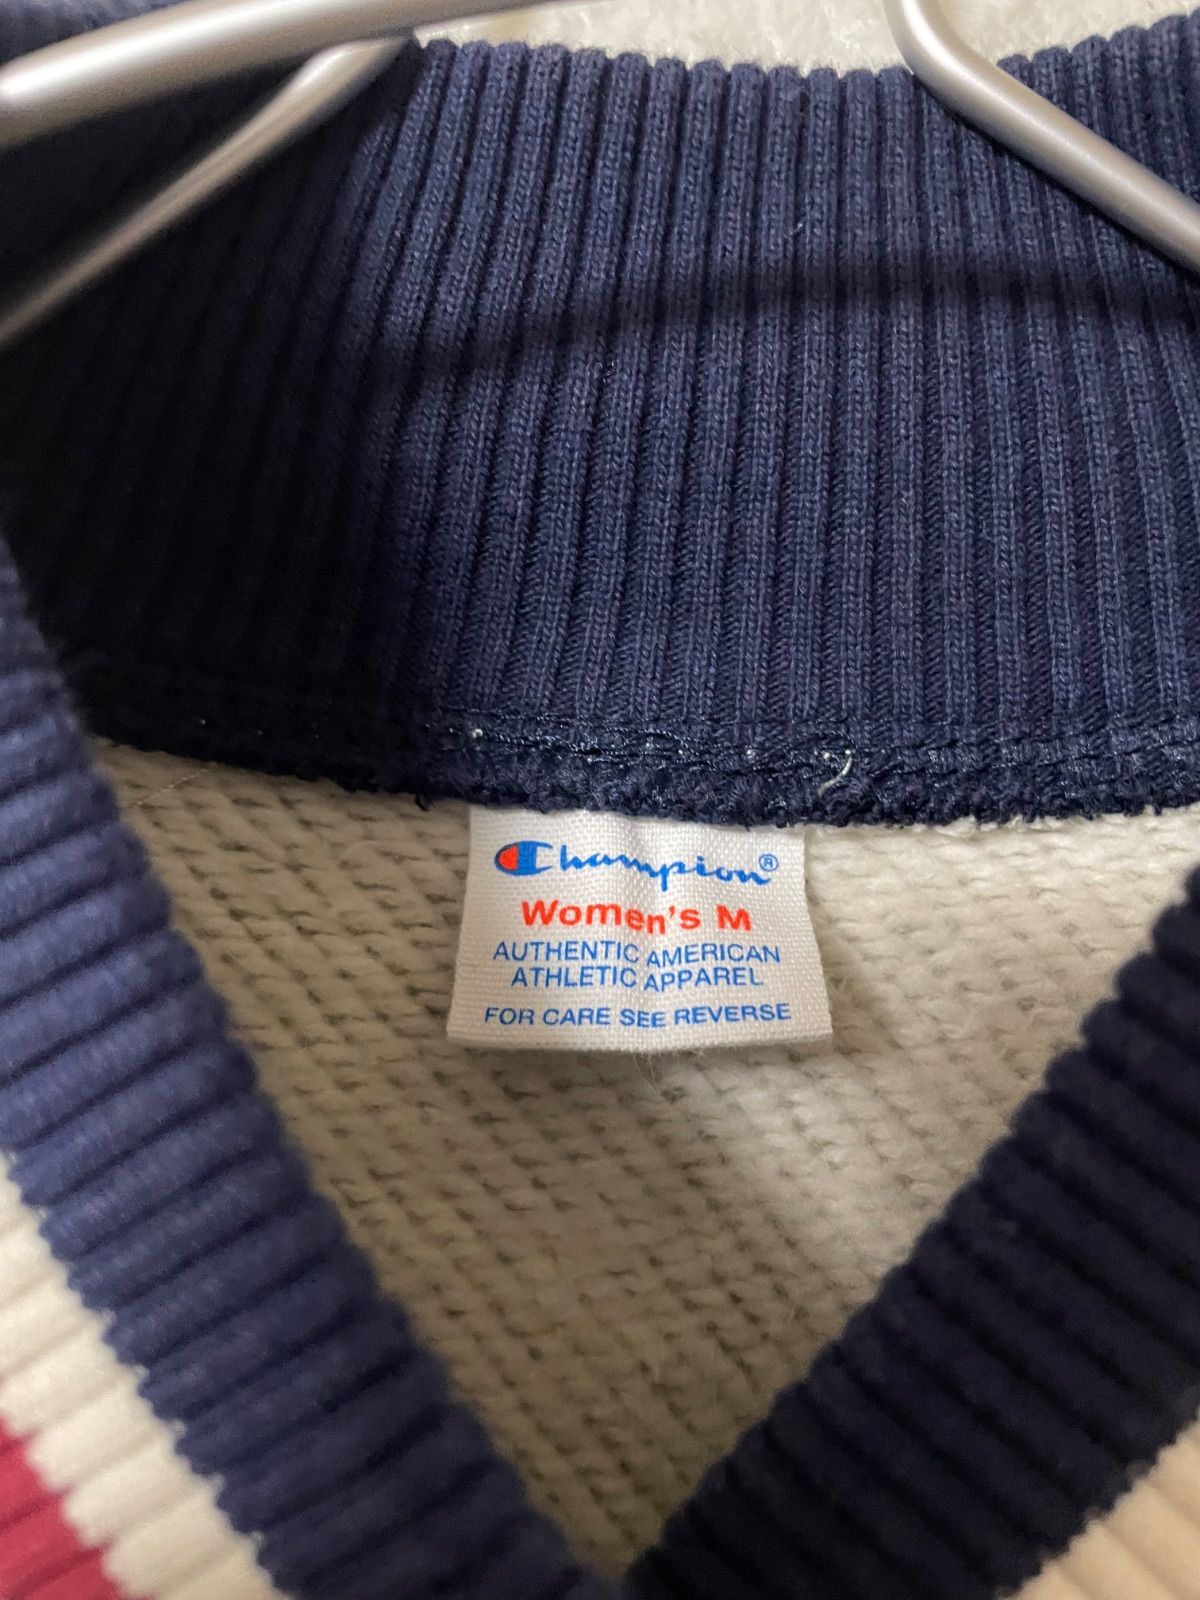 Champion®
Women's M
AUTHENTIC AMERICAN
ATHLETIC APPAREL
FOR CARE SEE REVERSE